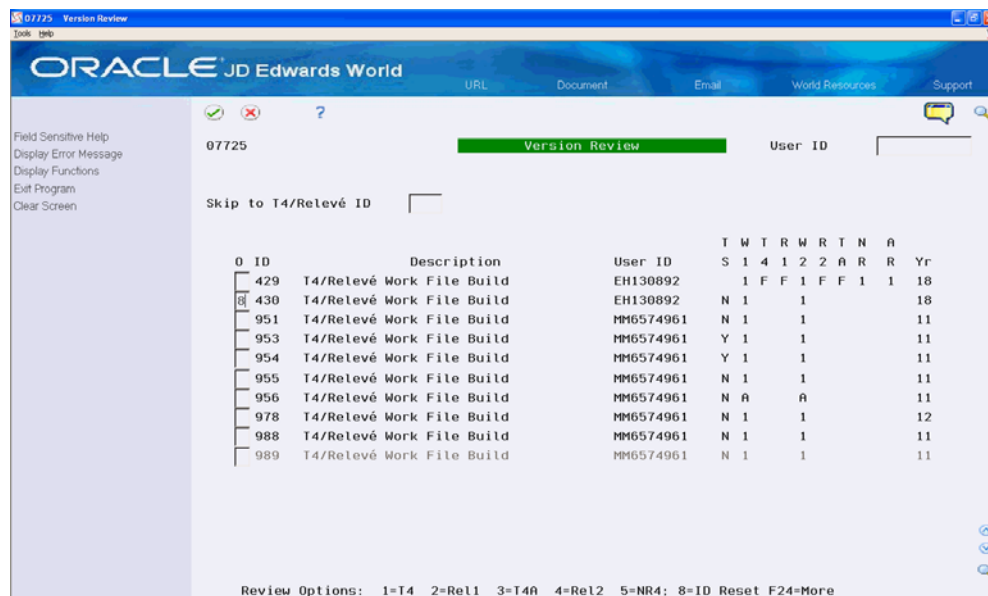 07725 Version Review
Tools Help
ORACLE JD Edwards World
URL Document Email World Resources Support
?
Field Sensitive Help
Display Error Message
Display Functions
Exit Program
Clear Screen
07725 Version Review User ID
Skip to T4/Relevé ID
T W T R W R T N A
O ID Description User ID S 1 4 1 2 2 A R R Yr
429 T4/Relevé Work File Build EH130892 1 F F 1 F F 1 1 18
8 430 T4/Relevé Work File Build EH130892 N 1 1 18
951 T4/Relevé Work File Build MM6574961 N 1 1 11
953 T4/Relevé Work File Build MM6574961 Y 1 1 11
954 T4/Relevé Work File Build MM6574961 Y 1 1 11
955 T4/Relevé Work File Build MM6574961 N 1 1 11
956 T4/Relevé Work File Build MM6574961 N A A 11
978 T4/Relevé Work File Build MM6574961 N 1 1 12
988 T4/Relevé Work File Build MM6574961 N 1 1 11
989 T4/Relevé Work File Build MM6574961 N 1 1 11
Review Options: 1=T4 2=Rel1 3=T4A 4=Rel2 5=NR4; 8=ID Reset F24=More